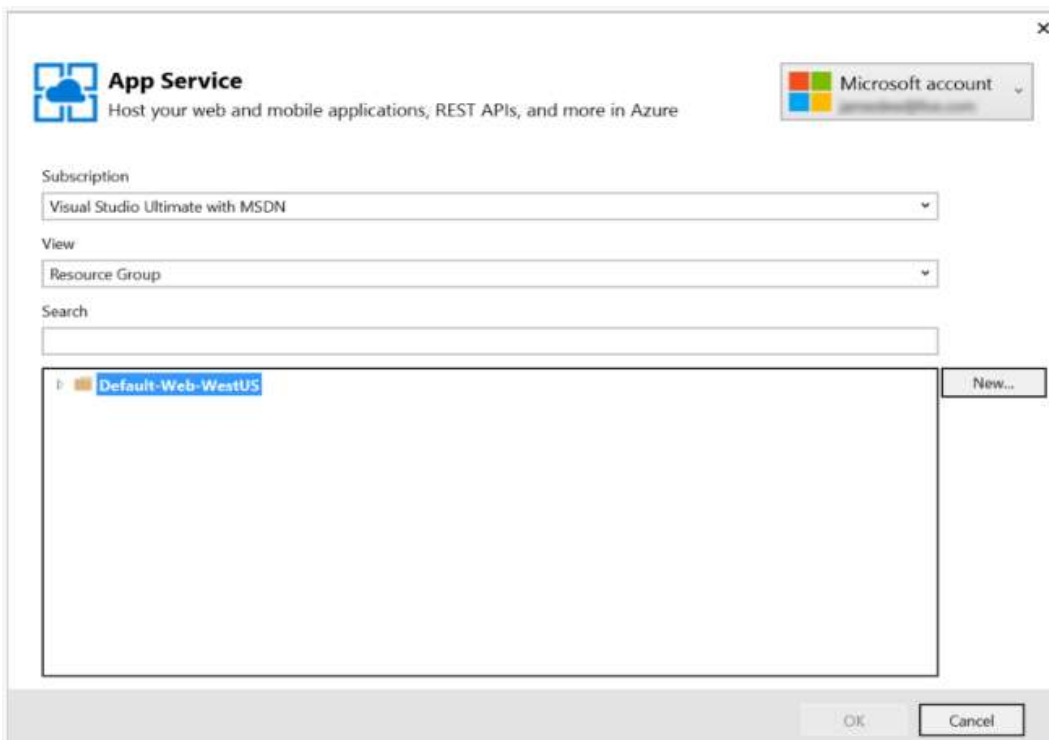 App Service
Host your web and mobile applications, REST APIs, and more in Azure
Microsoft account
Subscription
Visual Studio Ultimate with MSDN
View
Resource Group
Search
Default-Web-WestUS
New...
OK
Cancel